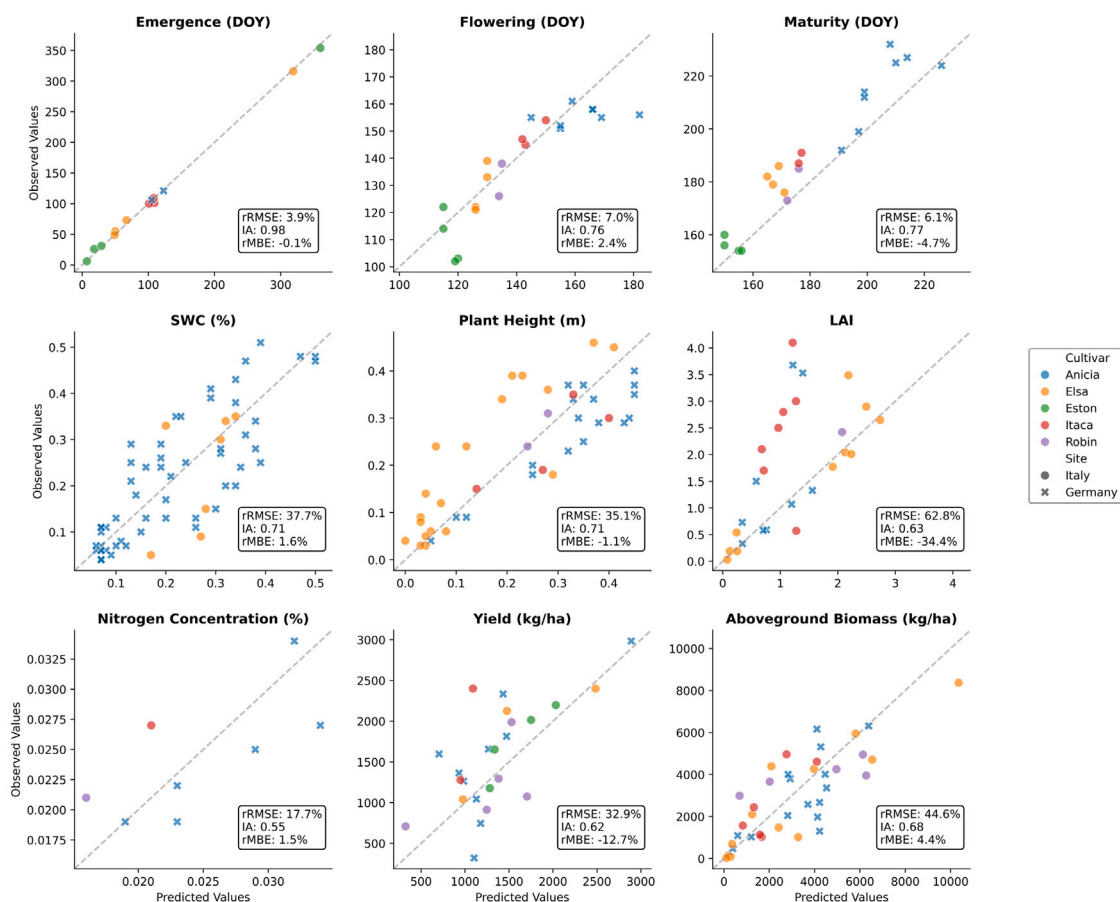 Emergence (DOY)
Flowering (DOY)
Maturity (DOY)
Observed Values
350
300
250
200
150
100
50
0
0
100
200
300
rRMSE: 3.9%
IA: 0.98
rMBE: -0.1%
180
170
160
150
140
130
120
110
100
100
120
140
160
180
rRMSE: 7.0%
IA: 0.76
rMBE: 2.4%
220
200
180
160
160
180
200
220
rRMSE: 6.1%
IA: 0.77
rMBE: -4.7%
SWC (%)
Plant Height (m)
LAI
Observed Values
0.5
0.4
0.3
0.2
0.1
0.1
0.2
0.3
0.4
0.5
rRMSE: 37.7%
IA: 0.71
rMBE: 1.6%
0.4
0.3
0.2
0.1
0.0
0.0
0.1
0.2
0.3
0.4
rRMSE: 35.1%
IA: 0.71
rMBE: -1.1%
4.0
3.5
3.0
2.5
2.0
1.5
1.0
0.5
0.0
0
1
2
3
4
rRMSE: 62.8%
IA: 0.63
rMBE: -34.4%
Cultivar
Anicia
Elsa
Eston
Itaca
Robin
Site
Italy
Germany
Nitrogen Concentration (%)
Yield (kg/ha)
Aboveground Biomass (kg/ha)
Observed Values
0.0325
0.0300
0.0275
0.0250
0.0225
0.0200
0.0175
0.020
0.025
0.030
rRMSE: 17.7%
IA: 0.55
rMBE: 1.5%
Predicted Values
3000
2500
2000
1500
1000
500
500
1000
1500
2000
2500
3000
rRMSE: 32.9%
IA: 0.62
rMBE: -12.7%
Predicted Values
10000
8000
6000
4000
2000
0
0
2000
4000
6000
8000
10000
rRMSE: 44.6%
IA: 0.68
rMBE: 4.4%
Predicted Values